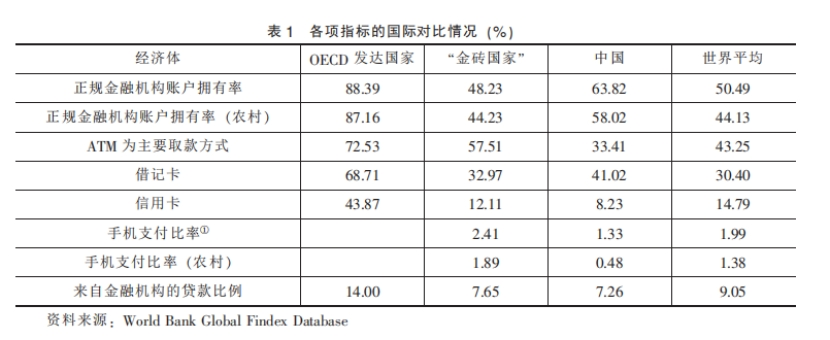 表 1 各项指标的国际对比情况 (%)
经济体 OECD 发达国家 “金砖国家” 中国 世界平均
正规金融机构账户拥有率 88.39 48.23 63.82 50.49
正规金融机构账户拥有率 (农村) 87.16 44.23 58.02 44.13
ATM 为主要取款方式 72.53 57.51 33.41 43.25
借记卡 68.71 32.97 41.02 30.40
信用卡 43.87 12.11 8.23 14.79
手机支付比率① 2.41 1.33 1.99
手机支付比率 (农村) 1.89 0.48 1.38
来自金融机构的贷款比例 14.00 7.65 7.26 9.05
资料来源: World Bank Global Findex Database